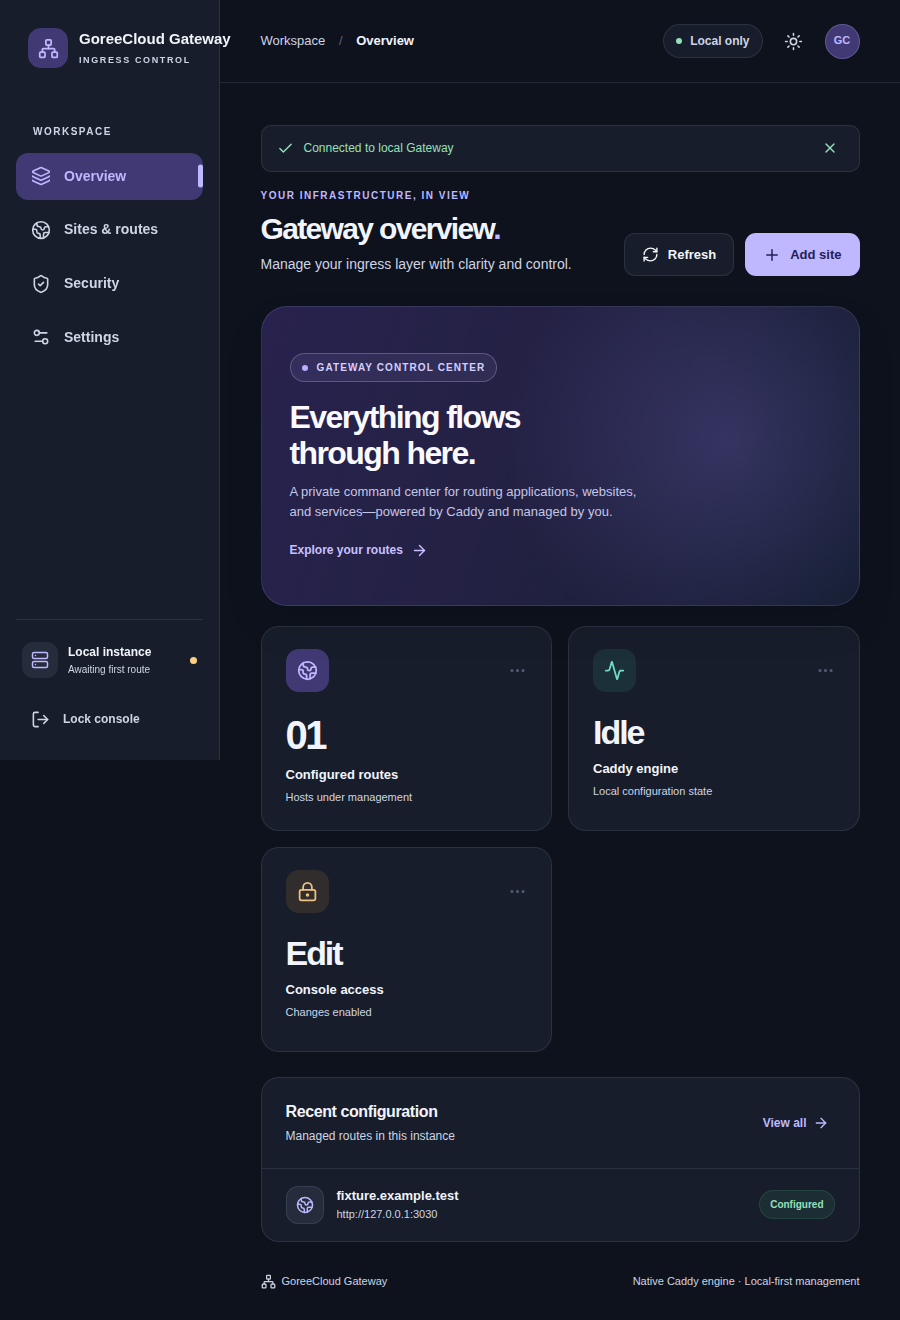 GoreeCloud Gateway
INGRESS CONTROL
WORKSPACE
Overview
Sites & routes
Security
Settings
Local instance
Awaiting first route
Lock console
Workspace / Overview
Local only
GC
Connected to local Gateway
YOUR INFRASTRUCTURE, IN VIEW
Gateway overview.
Manage your ingress layer with clarity and control.
Refresh
Add site
GATEWAY CONTROL CENTER
Everything flows
through here.
A private command center for routing applications, websites,
and services—powered by Caddy and managed by you.
Explore your routes
01
Configured routes
Hosts under management
Idle
Caddy engine
Local configuration state
Edit
Console access
Changes enabled
Recent configuration
Managed routes in this instance
View all
fixture.example.test
http://127.0.0.1:3030
Configured
GoreeCloud Gateway
Native Caddy engine · Local-first management